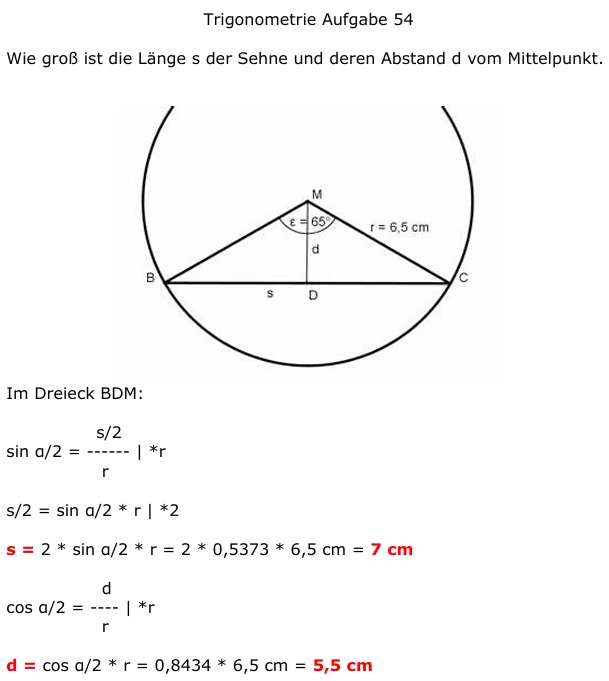 Trigonometrie Aufgabe 54
Wie groß ist die Länge s der Sehne und deren Abstand d vom Mittelpunkt.
M
ε = 65°
r = 6,5 cm
d
B
C
s
D
Im Dreieck BDM:
s/2
sin α/2 = ------ | *r
r
s/2 = sin α/2 * r | *2
s = 2 * sin α/2 * r = 2 * 0,5373 * 6,5 cm = 7 cm
d
cos α/2 = ---- | *r
r
d = cos α/2 * r = 0,8434 * 6,5 cm = 5,5 cm